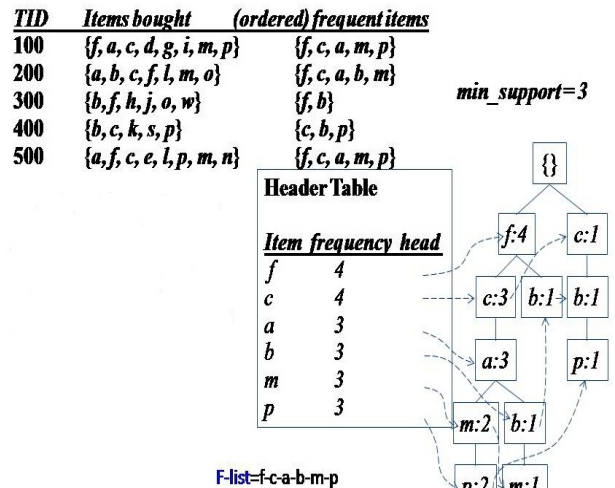 TID Items bought (ordered) frequent items
100 {f, a, c, d, g, i, m, p} {f, c, a, m, p}
200 {a, b, c, f, l, m, o} {f, c, a, b, m}
300 {b, f, h, j, o, w} {f, b}
400 {b, c, k, s, p} {c, b, p}
500 {a, f, c, e, l, p, m, n} {f, c, a, m, p}
min_support=3
Header Table
Item frequency head
f 4
c 4
a 3
b 3
m 3
p 3
{}
f:4 c:1
c:3 b:1 b:1
a:3 p:1
m:2 b:1
p:2 m:1
F-list=f-c-a-b-m-p